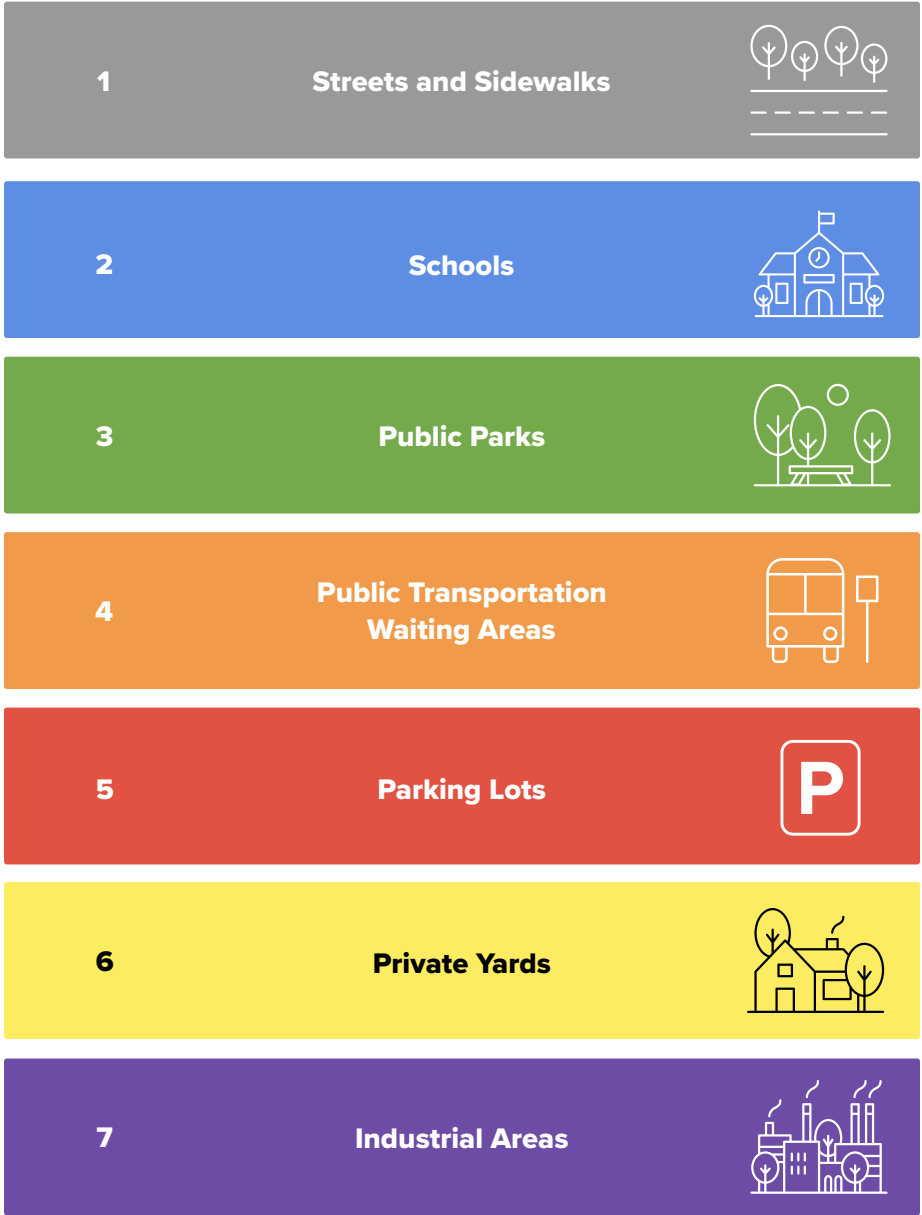 1
Streets and Sidewalks
2
Schools
3
Public Parks
4
Public Transportation
Waiting Areas
5
Parking Lots
P
6
Private Yards
7
Industrial Areas